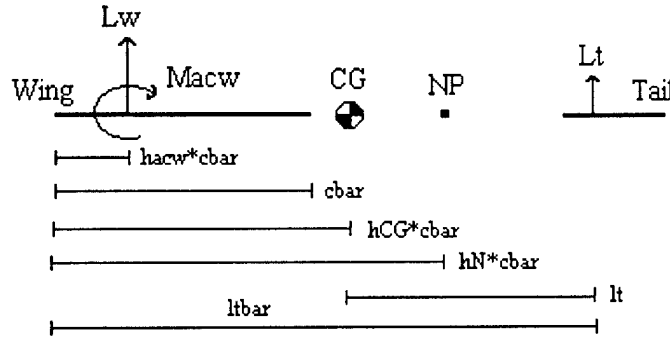 Lw
Wing
Macw
CG
NP
Lt
Tail
hacw*cbar
cbar
hCG*cbar
hN*cbar
lt
ltbar